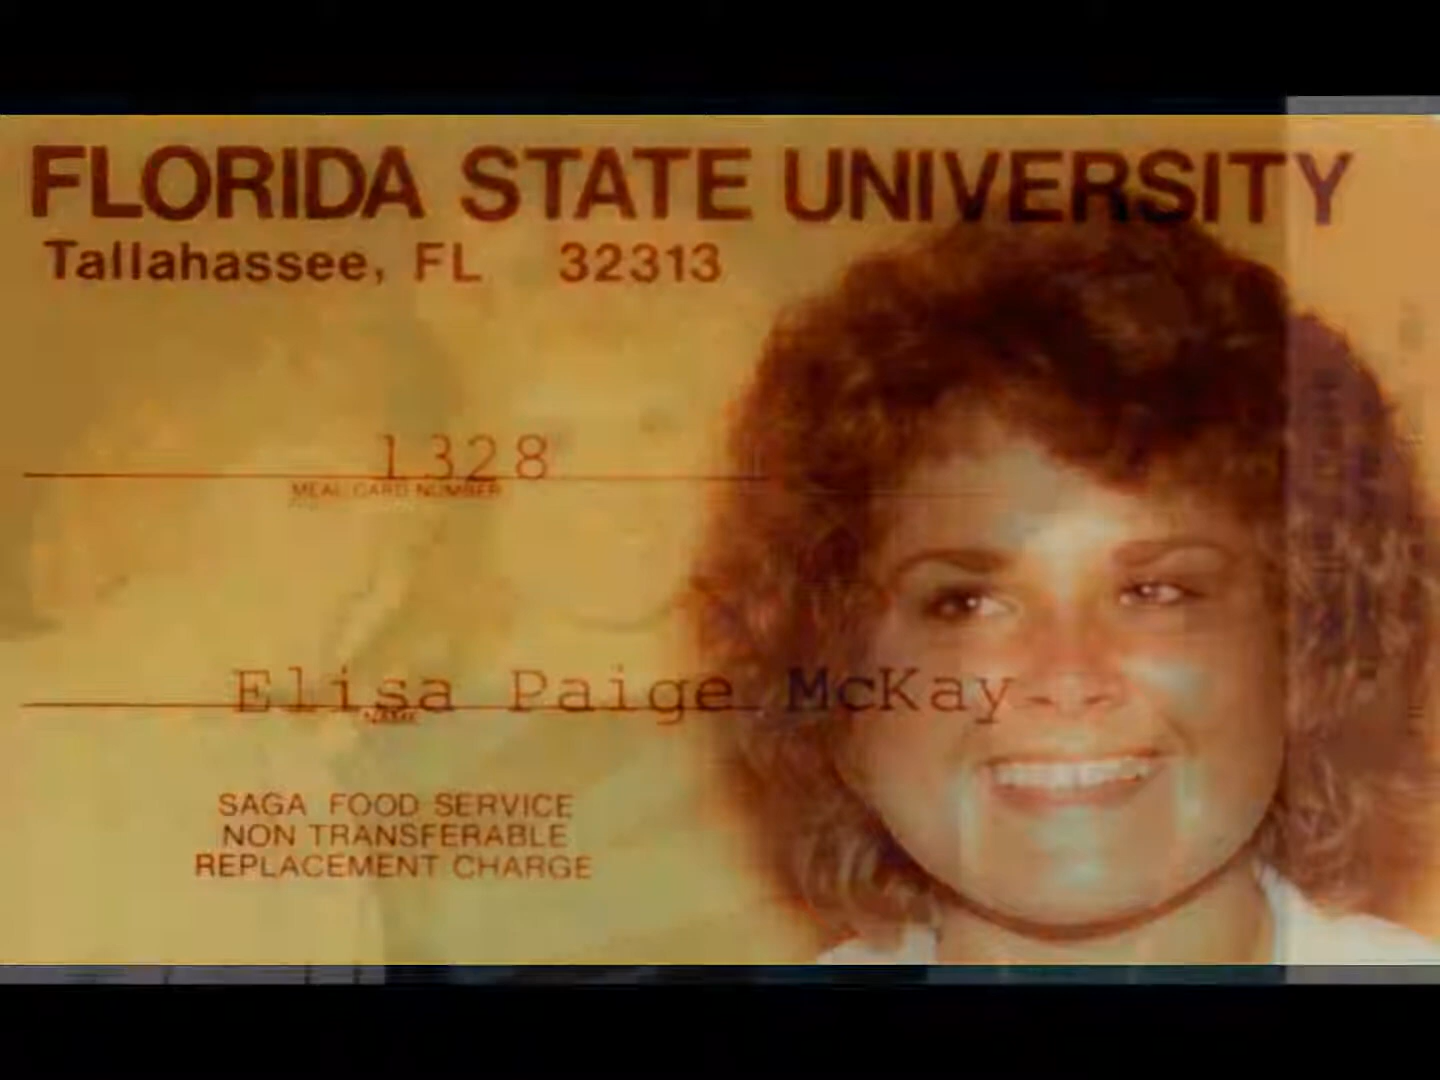 FLORIDA STATE UNIVERSITY
Tallahassee, FL 32313
1328
MEAL CARD NUMBER
Elisa Paige McKay
SAGA FOOD SERVICE
NON TRANSFERABLE
REPLACEMENT CHARGE